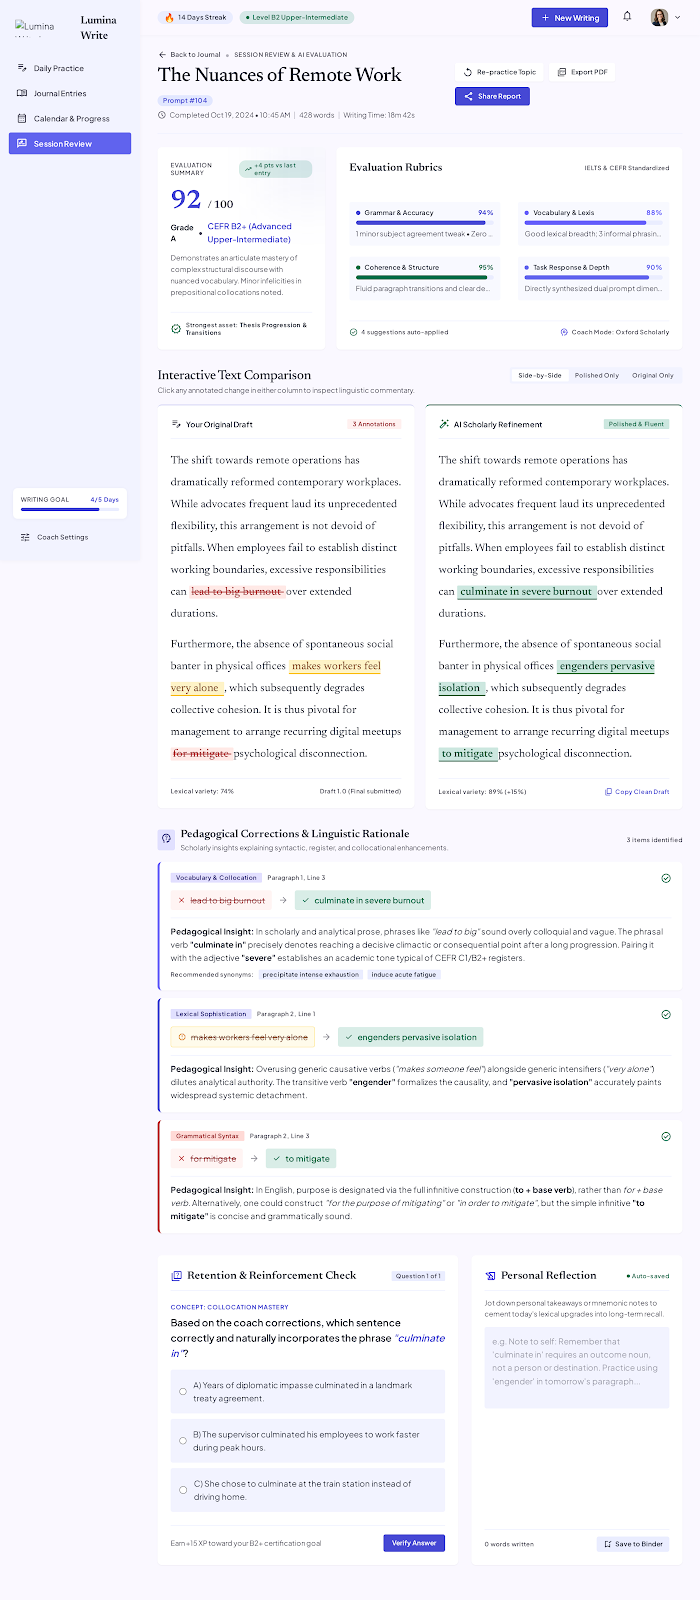 Lumina Write
Lumina
Write
Daily Practice
Journal Entries
Calendar & Progress
Session Review
WRITING GOAL 4/5 Days
Coach Settings
🔥 14 Days Streak
Level B2 Upper-Intermediate
New Writing
Back to Journal • SESSION REVIEW & AI EVALUATION
The Nuances of Remote Work
Prompt #104
Completed Oct 19, 2024 • 10:45 AM | 428 words | Writing Time: 18m 42s
Re-practice Topic
Export PDF
Share Report
EVALUATION
SUMMARY
+4 pts vs last
entry
92 / 100
Grade
A
•
CEFR B2+ (Advanced
Upper-Intermediate)
Demonstrates an articulate mastery of
complex structural discourse with
nuanced vocabulary. Minor infelicities in
prepositional collocations noted.
Strongest asset: Thesis Progression &
Transitions
Evaluation Rubrics
IELTS & CEFR Standardized
Grammar & Accuracy 94%
1 minor subject agreement tweak • Zero ...
Vocabulary & Lexis 88%
Good lexical breadth; 3 informal phrasin...
Coherence & Structure 95%
Fluid paragraph transitions and clear de...
Task Response & Depth 90%
Directly synthesized dual prompt dimen...
4 suggestions auto-applied
Coach Mode: Oxford Scholarly
Interactive Text Comparison
Click any annotated change in either column to inspect linguistic commentary.
Side-by-Side
Polished Only
Original Only
Your Original Draft
3 Annotations
The shift towards remote operations has
dramatically reformed contemporary workplaces.
While advocates frequent laud its unprecedented
flexibility, this arrangement is not devoid of
pitfalls. When employees fail to establish distinct
working boundaries, excessive responsibilities
can lead to big burnout over extended
durations.
Furthermore, the absence of spontaneous social
banter in physical offices makes workers feel
very alone , which subsequently degrades
collective cohesion. It is thus pivotal for
management to arrange recurring digital meetups
for mitigate psychological disconnection.
Lexical variety: 74%
Draft 1.0 (Final submitted)
AI Scholarly Refinement
Polished & Fluent
The shift towards remote operations has
dramatically reformed contemporary workplaces.
While advocates frequent laud its unprecedented
flexibility, this arrangement is not devoid of
pitfalls. When employees fail to establish distinct
working boundaries, excessive responsibilities
can culminate in severe burnout over extended
durations.
Furthermore, the absence of spontaneous social
banter in physical offices engenders pervasive
isolation , which subsequently degrades
collective cohesion. It is thus pivotal for
management to arrange recurring digital meetups
to mitigate psychological disconnection.
Lexical variety: 89% (+15%)
Copy Clean Draft
Pedagogical Corrections & Linguistic Rationale
Scholarly insights explaining syntactic, register, and collocational enhancements.
3 items identified
Vocabulary & Collocation Paragraph 1, Line 3
lead to big burnout → culminate in severe burnout
Pedagogical Insight: In scholarly and analytical prose, phrases like "lead to big" sound overly colloquial and vague. The phrasal
verb "culminate in" precisely denotes reaching a decisive climactic or consequential point after a long progression. Pairing it
with the adjective "severe" establishes an academic tone typical of CEFR C1/B2+ registers.
Recommended synonyms: precipitate intense exhaustion induce acute fatigue
Lexical Sophistication Paragraph 2, Line 1
makes workers feel very alone → engenders pervasive isolation
Pedagogical Insight: Overusing generic causative verbs ("makes someone feel") alongside generic intensifiers ("very alone")
dilutes analytical authority. The transitive verb "engender" formalizes the causality, and "pervasive isolation" accurately paints
widespread systemic detachment.
Grammatical Syntax Paragraph 2, Line 3
for mitigate → to mitigate
Pedagogical Insight: In English, purpose is designated via the full infinitive construction (to + base verb), rather than for + base
verb. Alternatively, one could construct "for the purpose of mitigating" or "in order to mitigate", but the simple infinitive "to
mitigate" is concise and grammatically sound.
Retention & Reinforcement Check
Question 1 of 1
CONCEPT: COLLOCATION MASTERY
Based on the coach corrections, which sentence
correctly and naturally incorporates the phrase "culminate
in"?
A) Years of diplomatic impasse culminated in a landmark
treaty agreement.
B) The supervisor culminated his employees to work faster
during peak hours.
C) She chose to culminate at the train station instead of
driving home.
Earn +15 XP toward your B2+ certification goal
Verify Answer
Personal Reflection
Auto-saved
Jot down personal takeaways or mnemonic notes to
cement today's lexical upgrades into long-term recall.
e.g. Note to self: Remember that
'culminate in' requires an outcome noun,
not a person or destination. Practice using
'engender' in tomorrow's paragraph...
0 words written
Save to Binder